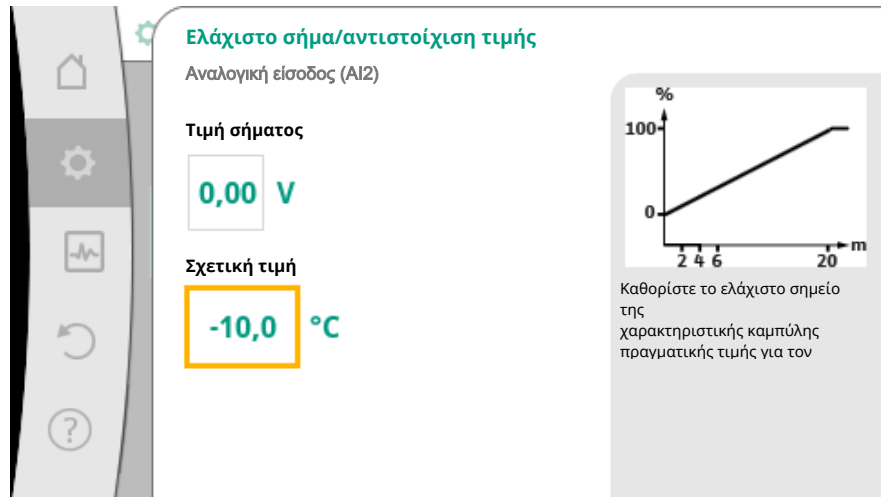 Ελάχιστο σήμα/αντιστοίχιση τιμής
Αναλογική είσοδος (AI2)
Τιμή σήματος
0,00 V
Σχετική τιμή
-10,0 °C
%
100
0
2 4 6 20
m
Καθορίστε το ελάχιστο σημείο
της
χαρακτηριστικής καμπύλης
πραγματικής τιμής για τον
?